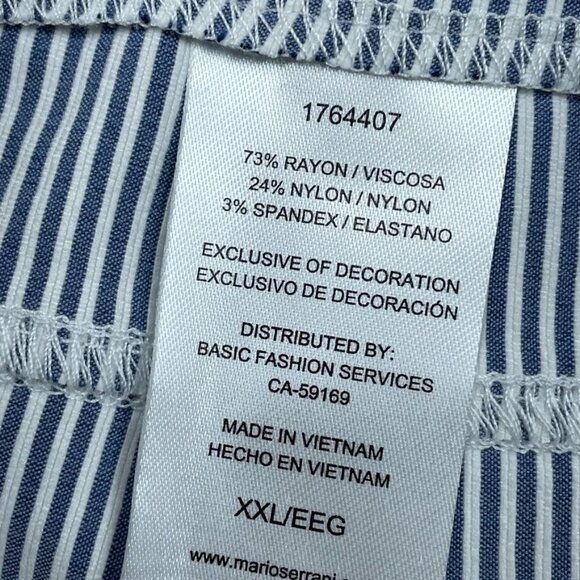 1764407
73% RAYON / VISCOSA
24% NYLON / NYLON
3% SPANDEX / ELASTANO
EXCLUSIVE OF DECORATION
EXCLUSIVO DE DECORACIÓN
DISTRIBUTED BY:
BASIC FASHION SERVICES
CA-59169
MADE IN VIETNAM
HECHO EN VIETNAM
XXL/EEG